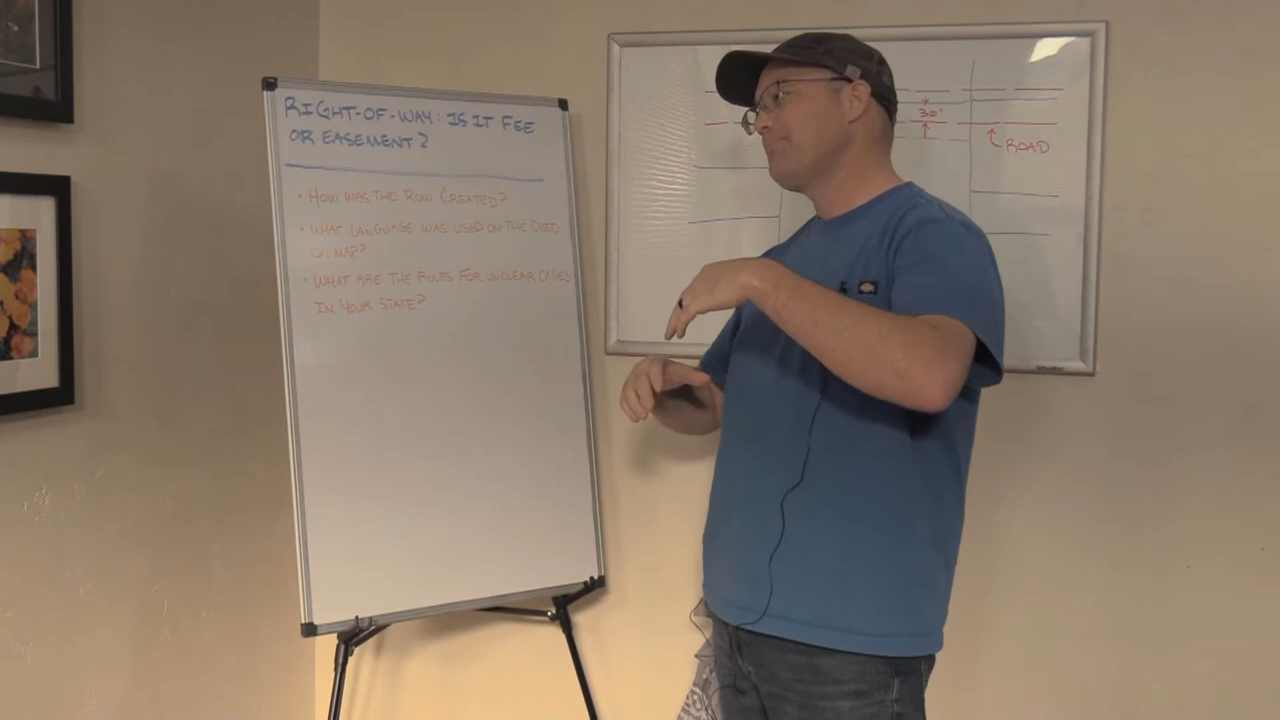 RIGHT-OF-WAY: IS IT FEE
OR EASEMENT?
• HOW WAS THE ROW CREATED?
• WHAT LANGUAGE WAS USED ON THE DEED
OR MAP?
• WHAT ARE THE RULES FOR UNCLEAR CASES
IN YOUR STATE?
30'
ROAD